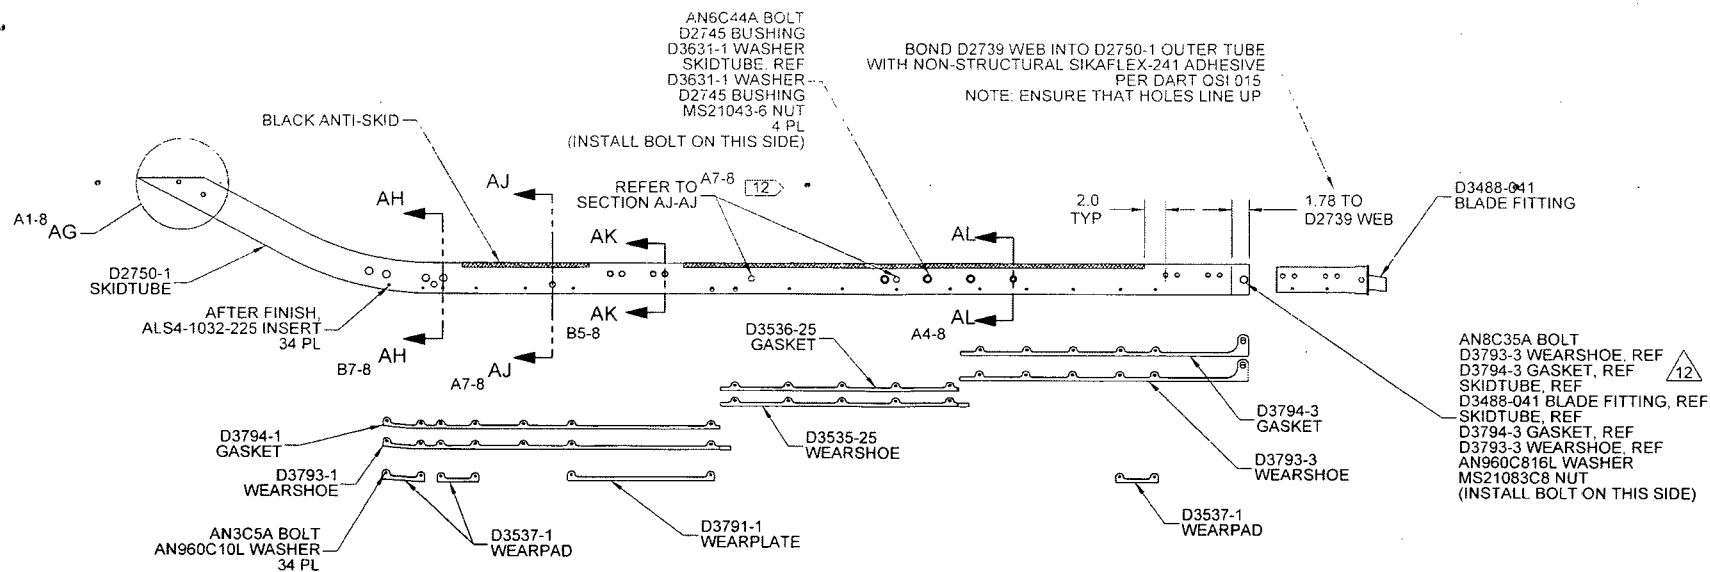 AN6C44A BOLT
D2745 BUSHING
D3631-1 WASHER
SKIDTUBE, REF
D3631-1 WASHER
D2745 BUSHING
MS21043-6 NUT
4 PL
(INSTALL BOLT ON THIS SIDE)
BOND D2739 WEB INTO D2750-1 OUTER TUBE
WITH NON-STRUCTURAL SIKAFLEX-241 ADHESIVE
PER DART QSI 015
NOTE: ENSURE THAT HOLES LINE UP
BLACK ANTI-SKID
A1-8 AG
D2750-1
SKIDTUBE
AFTER FINISH,
ALS4-1032-225 INSERT
34 PL
AH
AH
B7-8
AJ
AJ
A7-8
REFER TO
SECTION AJ-AJ
A7-8
12
AK
AK
B5-8
AL
AL
A4-8
2.0
TYP
1.78 TO
D2739 WEB
D3488-041
BLADE FITTING
AN8C35A BOLT
D3793-3 WEARSHOE, REF
D3794-3 GASKET, REF
SKIDTUBE, REF
D3488-041 BLADE FITTING, REF
SKIDTUBE, REF
D3794-3 GASKET, REF
D3793-3 WEARSHOE, REF
AN960C816L WASHER
MS21083C8 NUT
(INSTALL BOLT ON THIS SIDE)
12
D3536-25
GASKET
D3794-3
GASKET
D3794-1
GASKET
D3535-25
WEARSHOE
D3793-3
WEARSHOE
D3793-1
WEARSHOE
AN3C5A BOLT
AN960C10L WASHER
34 PL
D3537-1
WEARPAD
D3791-1
WEARPLATE
D3537-1
WEARPAD